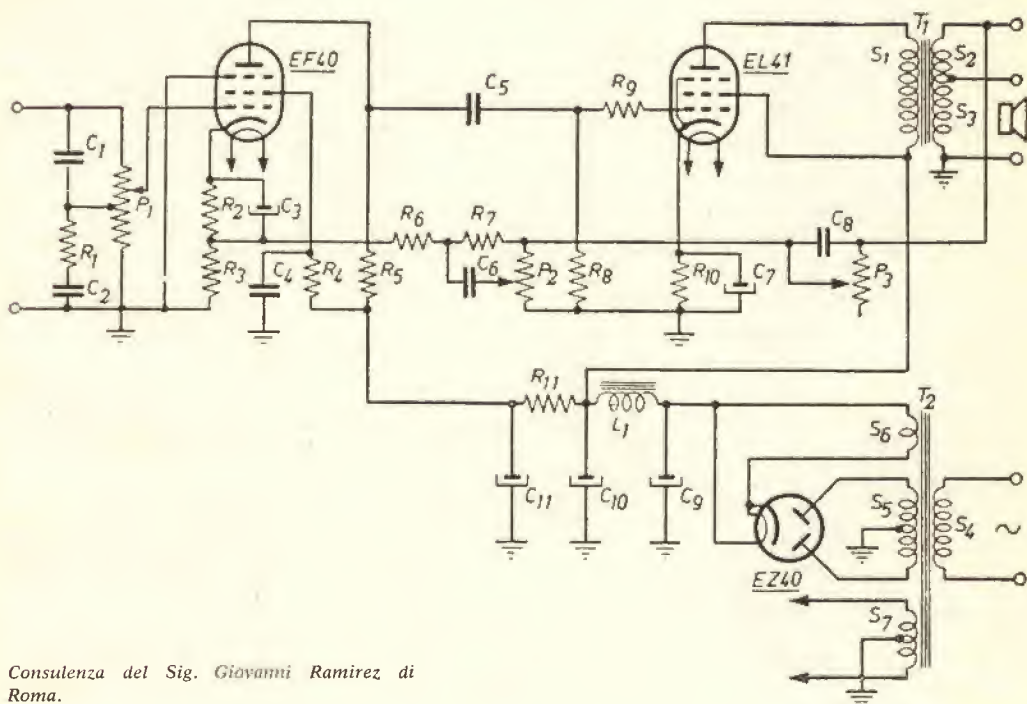 EF40
EL41
T1
S1
S2
S3
C1
P1
R1
C2
R2
C3
R3
C4
R4
R5
C5
R6
R7
C6
P2
R8
R9
R10
C7
C8
P3
R11
L1
C11
C10
C9
T2
S6
S5
S4
~
EZ40
S7
Consulenza del Sig. Giovanni Ramirez di
Roma.